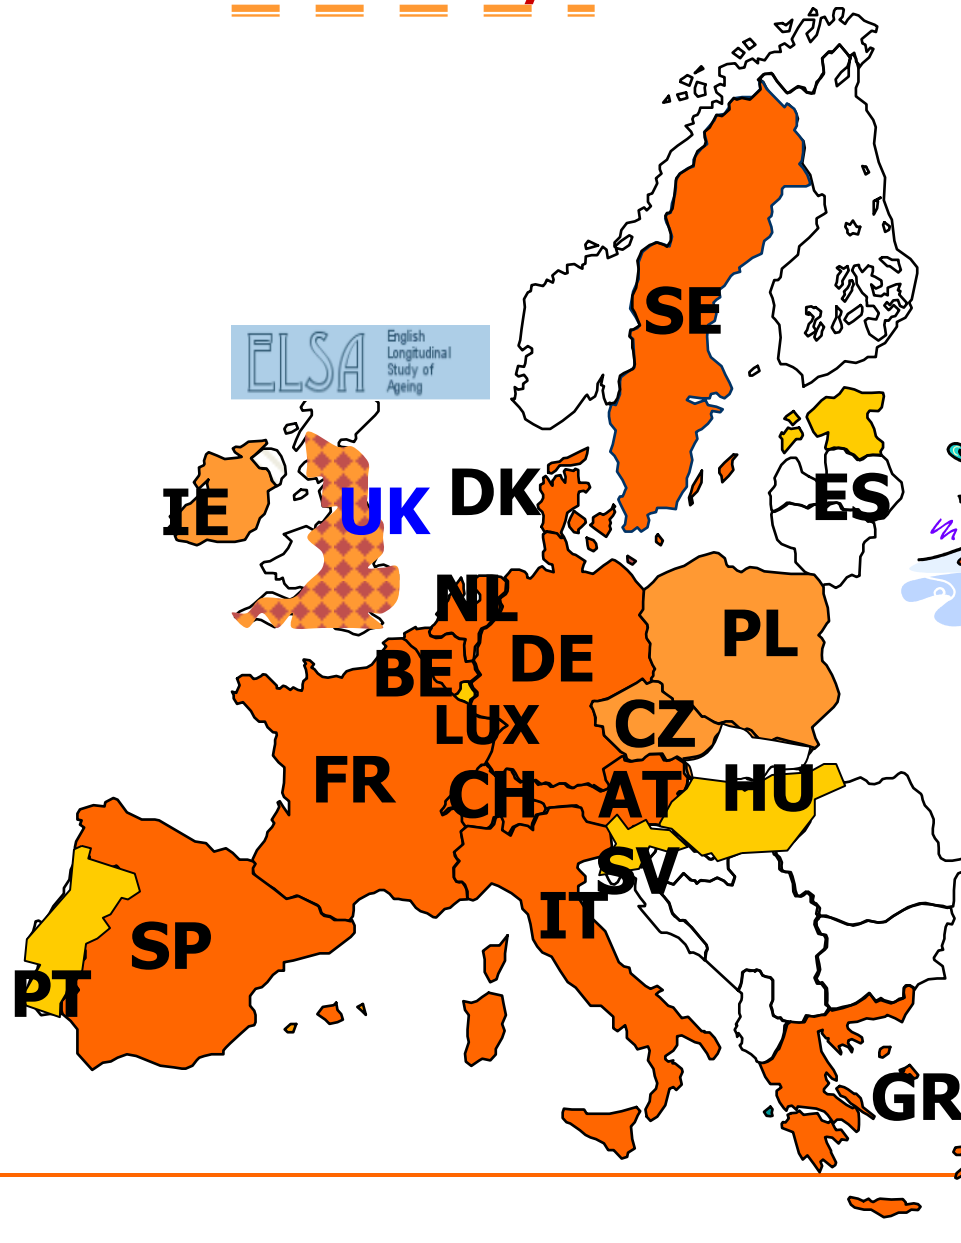 SE
ELSA
English
Longitudinal
Study of
Ageing
IE
UK
DK
ES
NL
PL
BE
DE
LUX
CZ
FR
CH
AT
HU
SV
IT
SP
PT
GR